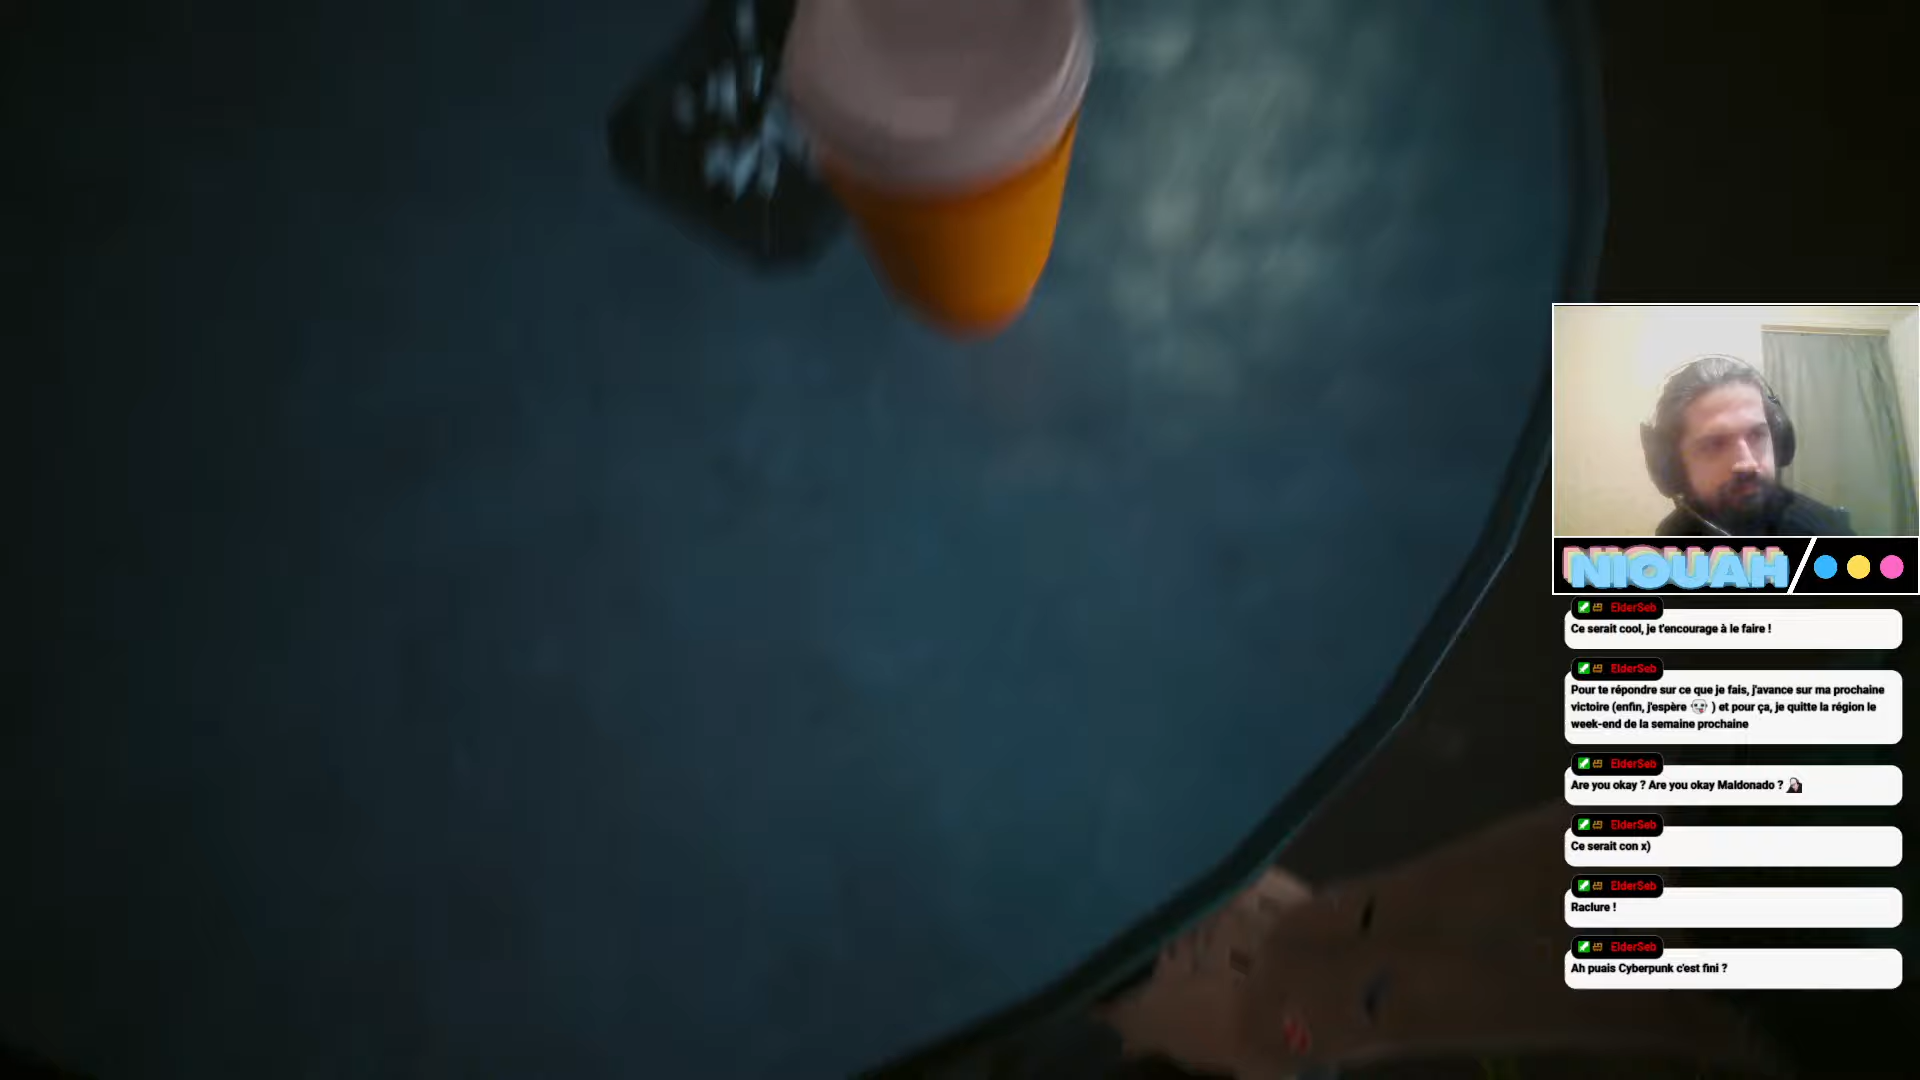 NIOUAH
ElderSeb
Ce serait cool, je t'encourage à le faire !
ElderSeb
Pour te répondre sur ce que je fais, j'avance sur ma prochaine
victoire (enfin, j'espère ) et pour ça, je quitte la région le
week-end de la semaine prochaine
ElderSeb
Are you okay ? Are you okay Maldonado ?
ElderSeb
Ce serait con x)
ElderSeb
Raclure !
ElderSeb
Ah puais Cyberpunk c'est fini ?